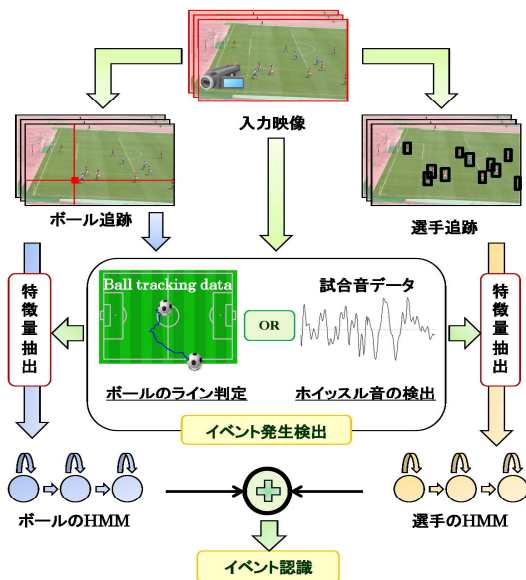 入力映像
ボール追跡
選手追跡
特徴量抽出
Ball tracking data
OR
試合音データ
特徴量抽出
ボールのライン判定
ホイッスル音の検出
イベント発生検出
ボールのHMM
選手のHMM
イベント認識